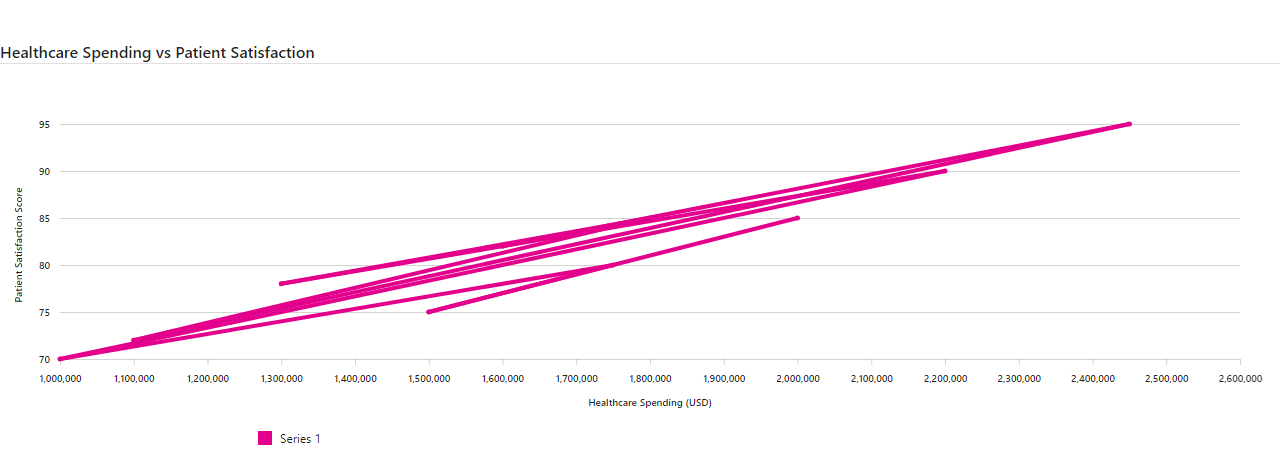 Healthcare Spending vs Patient Satisfaction
95
90
85
80
75
70
Patient Satisfaction Score
1,000,000 1,100,000 1,200,000 1,300,000 1,400,000 1,500,000 1,600,000 1,700,000 1,800,000 1,900,000 2,000,000 2,100,000 2,200,000 2,300,000 2,400,000 2,500,000 2,600,000
Healthcare Spending (USD)
Series 1